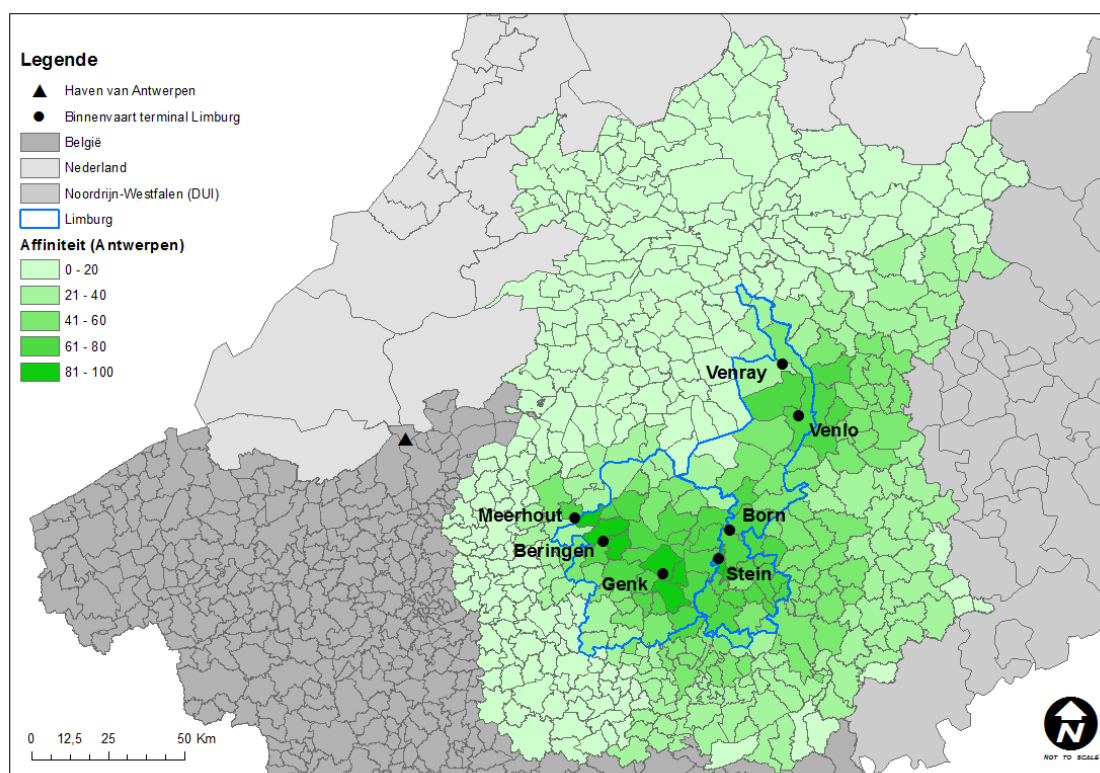 Legende
Haven van Antwerpen
Binnenvaart terminal Limburg
België
Nederland
Noordrijn-Westfalen (DUI)
Limburg
Affiniteit (Antwerpen)
0 - 20
21 - 40
41 - 60
61 - 80
81 - 100
Venray
Venlo
Meerhout
Born
Beringen
Stein
Genk
0 12,5 25 50 Km
N
NOT TO SCALE